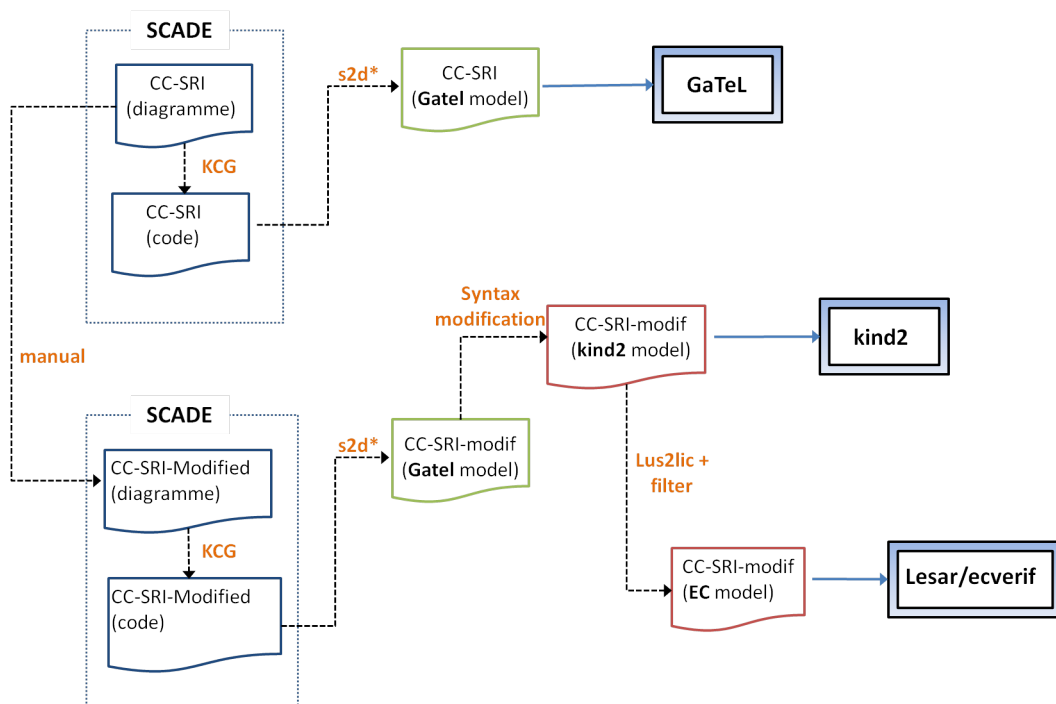 SCADE
CC-SRI
(diagramme)
KCG
CC-SRI
(code)
s2d*
CC-SRI
(Gatel model)
GaTeL
manual
SCADE
CC-SRI-Modified
(diagramme)
KCG
CC-SRI-Modified
(code)
s2d*
CC-SRI-modif
(Gatel model)
Syntax
modification
CC-SRI-modif
(kind2 model)
kind2
Lus2lic +
filter
CC-SRI-modif
(EC model)
Lesar/ecverif